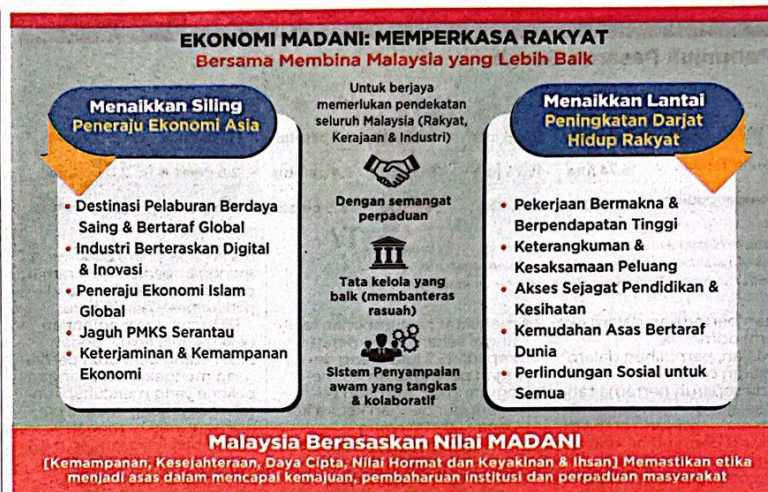 EKONOMI MADANI: MEMPERKASA RAKYAT
Bersama Membina Malaysia yang Lebih Baik
Menaikkan Siling
Peneraju Ekonomi Asia
• Destinasi Pelaburan Berdaya
Saing & Bertaraf Global
• Industri Berteraskan Digital
& Inovasi
• Peneraju Ekonomi Islam
Global
• Jaguh PMKS Serantau
• Keterjaminan & Kemampanan
Ekonomi
Untuk berjaya
memerlukan pendekatan
seluruh Malaysia (Rakyat,
Kerajaan & Industri)
Dengan semangat
perpaduan
Tata kelola yang
baik (membanteras
rasuah)
Sistem Penyampaian
awam yang tangkas
& kolaboratif
Menaikkan Lantai
Peningkatan Darjat
Hidup Rakyat
• Pekerjaan Bermakna &
Berpendapatan Tinggi
• Keterangkuman &
Kesaksamaan Peluang
• Akses Sejagat Pendidikan &
Kesihatan
• Kemudahan Asas Bertaraf
Dunia
• Perlindungan Sosial untuk
Semua
Malaysia Berasaskan Nilai MADANI
[Kemampanan, Kesejahteraan, Daya Cipta, Nilai Hormat dan Keyakinan & Ihsan] Memastikan etika
menjadi asas dalam mencapai kemajuan, pembaharuan institusi dan perpaduan masyarakat